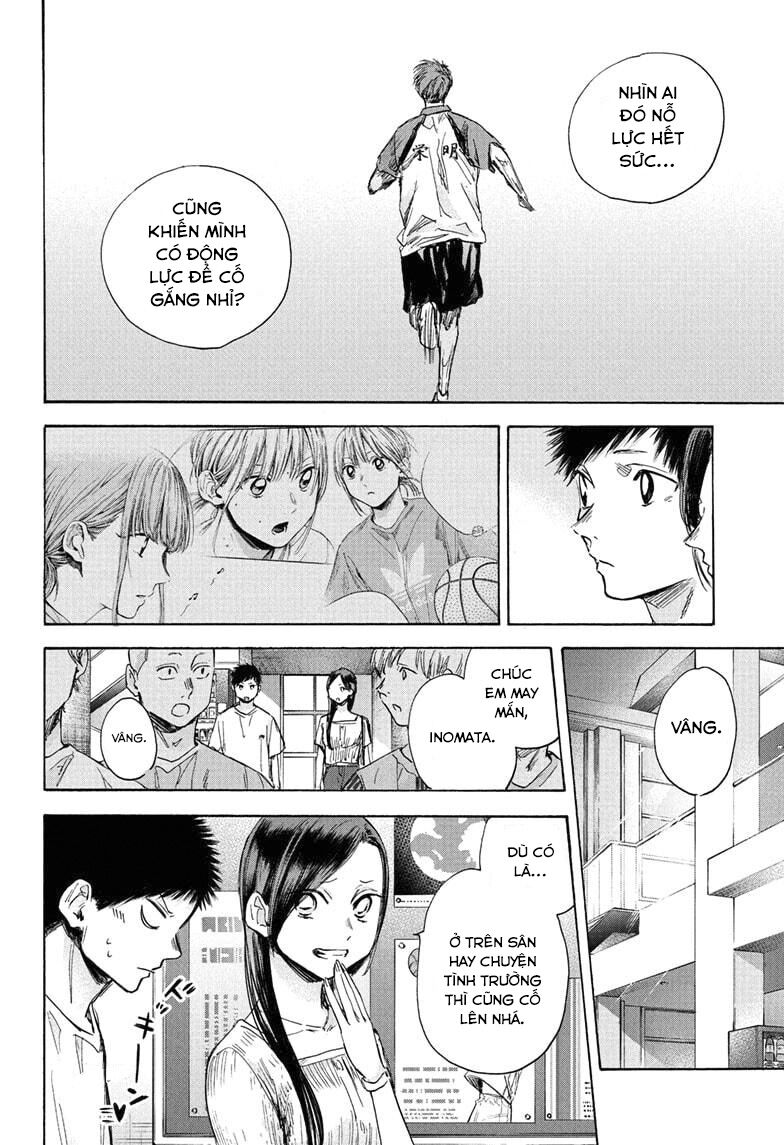 NHÌN AI
ĐÓ NỖ
LỰC HẾT
SỨC...
CŨNG
KHIẾN MÌNH
CÓ ĐỘNG
LỰC ĐỂ CỐ
GẮNG NHỈ?
栄明
VÂNG.
CHÚC
EM MAY
MẮN,
INOMATA.
VÂNG.
DÙ CÓ
LÀ...
Ở TRÊN SÂN
HAY CHUYỆN
TÌNH TRƯỜNG
THÌ CŨNG CỐ
LÊN NHÁ.